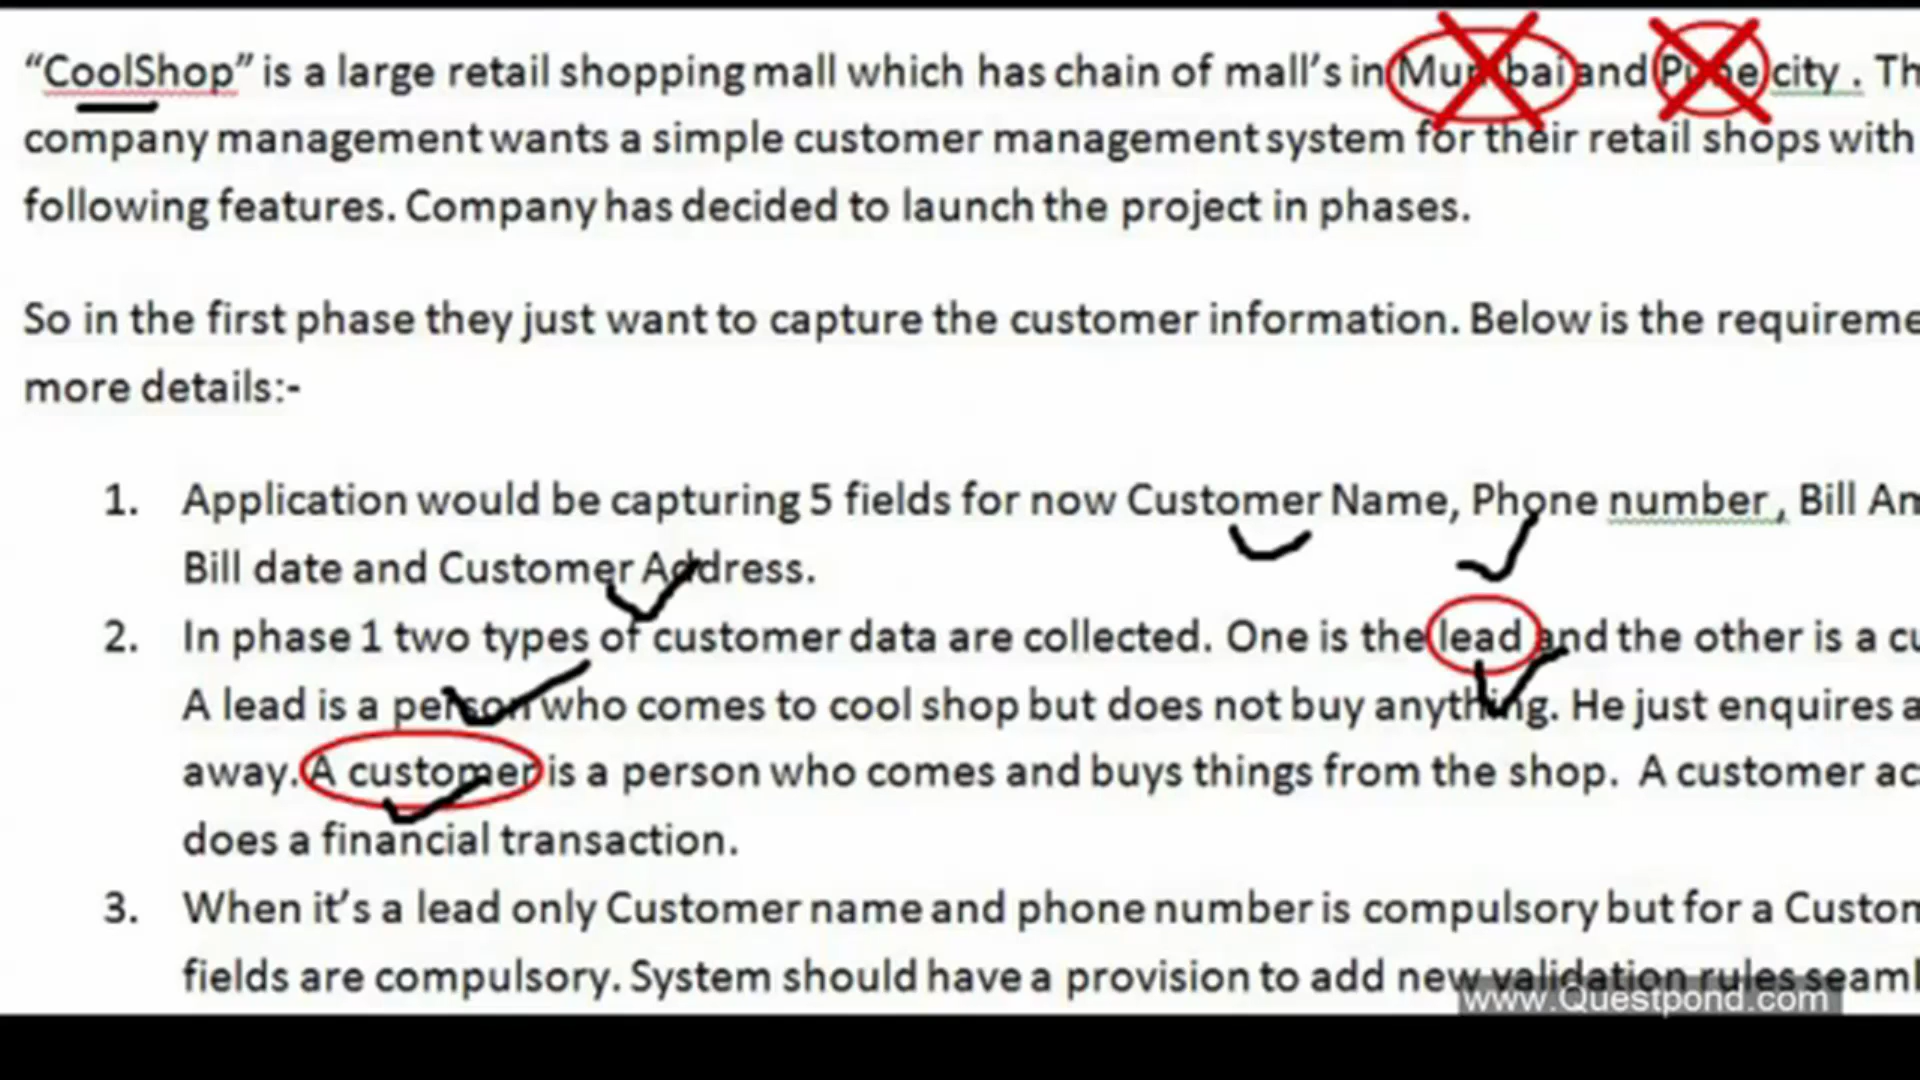 “CoolShop” is a large retail shopping mall which has chain of mall’s in Mumbai and Pune city . Th
company management wants a simple customer management system for their retail shops with
following features. Company has decided to launch the project in phases.
So in the first phase they just want to capture the customer information. Below is the requireme
more details:-
1. Application would be capturing 5 fields for now Customer Name, Phone number , Bill Am
Bill date and Customer Address.
2. In phase 1 two types of customer data are collected. One is the lead and the other is a cu
A lead is a person who comes to cool shop but does not buy anything. He just enquires a
away. A customer is a person who comes and buys things from the shop. A customer ac
does a financial transaction.
3. When it’s a lead only Customer name and phone number is compulsory but for a Custom
fields are compulsory. System should have a provision to add new validation rules seaml
www.Questpond.com